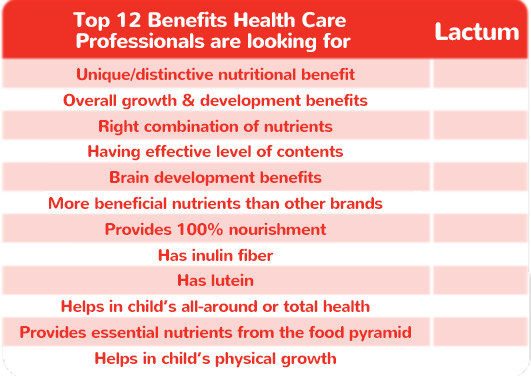 Top 12 Benefits Health Care
Professionals are looking for
Lactum
Unique/distinctive nutritional benefit
Overall growth & development benefits
Right combination of nutrients
Having effective level of contents
Brain development benefits
More beneficial nutrients than other brands
Provides 100% nourishment
Has inulin fiber
Has lutein
Helps in child's all-around or total health
Provides essential nutrients from the food pyramid
Helps in child's physical growth